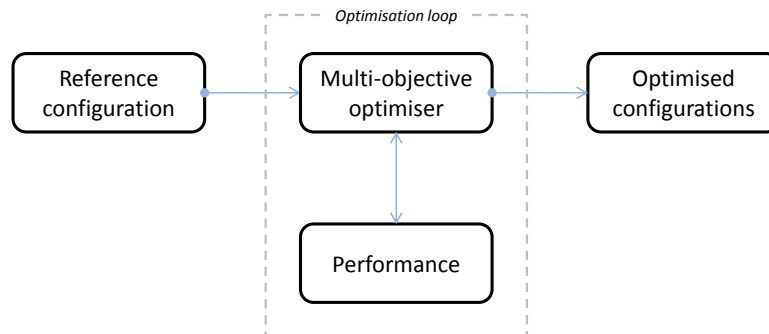 Optimisation loop
Reference
configuration
Multi-objective
optimiser
Optimised
configurations
Performance